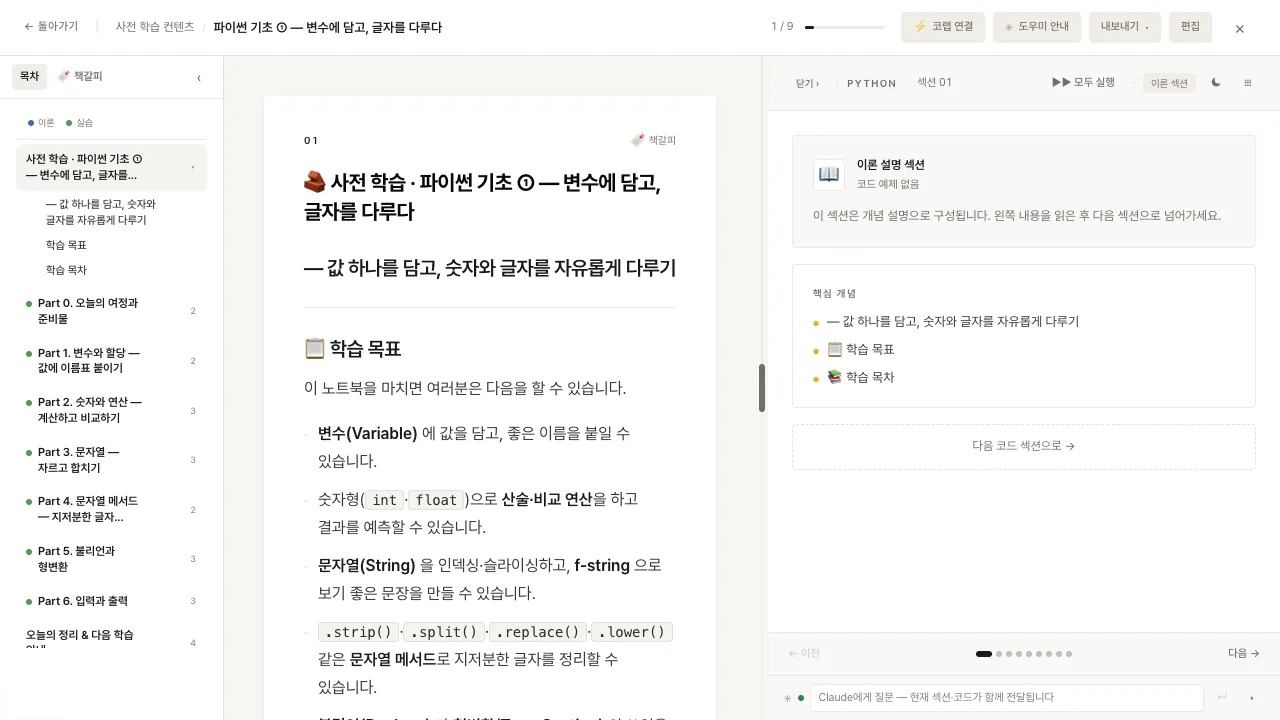 ← 돌아가기
사전 학습 컨텐츠 / 파이썬 기초 ① — 변수에 담고, 글자를 다루다
1 / 9
⚡ 코랩 연결
✳ 도우미 안내
내보내기
편집
×
목차
책갈피
‹
이론
실습
사전 학습 · 파이썬 기초 ①
— 변수에 담고, 글자를...
— 값 하나를 담고, 숫자와
글자를 자유롭게 다루기
학습 목표
학습 목차
Part 0. 오늘의 여정과
준비물
2
Part 1. 변수와 할당 —
값에 이름표 붙이기
2
Part 2. 숫자와 연산 —
계산하고 비교하기
3
Part 3. 문자열 —
자르고 합치기
3
Part 4. 문자열 메서드
— 지저분한 글자...
2
Part 5. 불리언과
형변환
3
Part 6. 입력과 출력
3
오늘의 정리 & 다음 학습
4
01
책갈피
사전 학습 · 파이썬 기초 ① — 변수에 담고,
글자를 다루다
— 값 하나를 담고, 숫자와 글자를 자유롭게 다루기
학습 목표
이 노트북을 마치면 여러분은 다음을 할 수 있습니다.
변수(Variable) 에 값을 담고, 좋은 이름을 붙일 수
있습니다.
숫자형( int · float )으로 산술·비교 연산을 하고
결과를 예측할 수 있습니다.
문자열(String) 을 인덱싱·슬라이싱하고, f-string 으로
보기 좋은 문장을 만들 수 있습니다.
.strip() · .split() · .replace() · .lower()
같은 문자열 메서드로 지저분한 글자를 정리할 수
있습니다.
닫기 ›
PYTHON
섹션 01
▶▶ 모두 실행
이론 섹션
이론 설명 섹션
코드 예제 없음
이 섹션은 개념 설명으로 구성됩니다. 왼쪽 내용을 읽은 후 다음 섹션으로 넘어가세요.
핵심 개념
— 값 하나를 담고, 숫자와 글자를 자유롭게 다루기
학습 목표
학습 목차
다음 코드 섹션으로 →
← 이전
다음 →
Claude에게 질문 — 현재 섹션·코드가 함께 전달됩니다